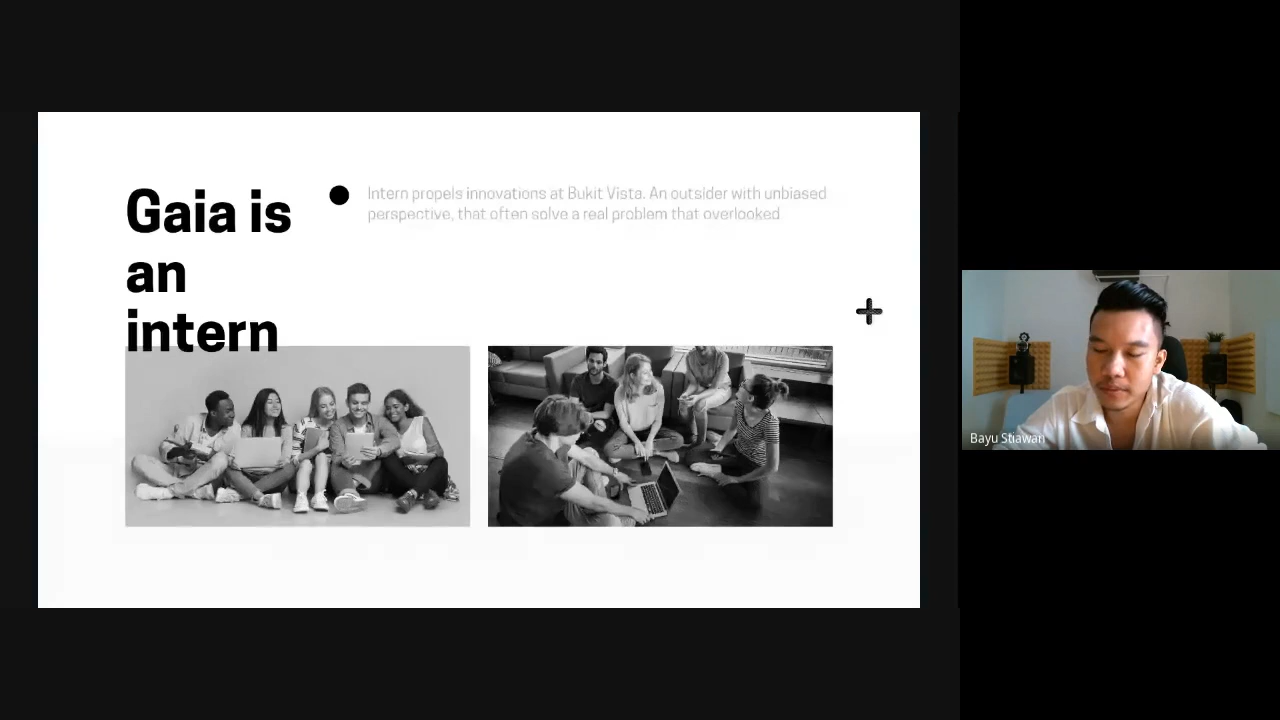 Gaia is
an
intern
Intern propels innovations at Bukit Vista. An outsider with unbiased
perspective, that often solve a real problem that overlooked
Bayu Stiawan